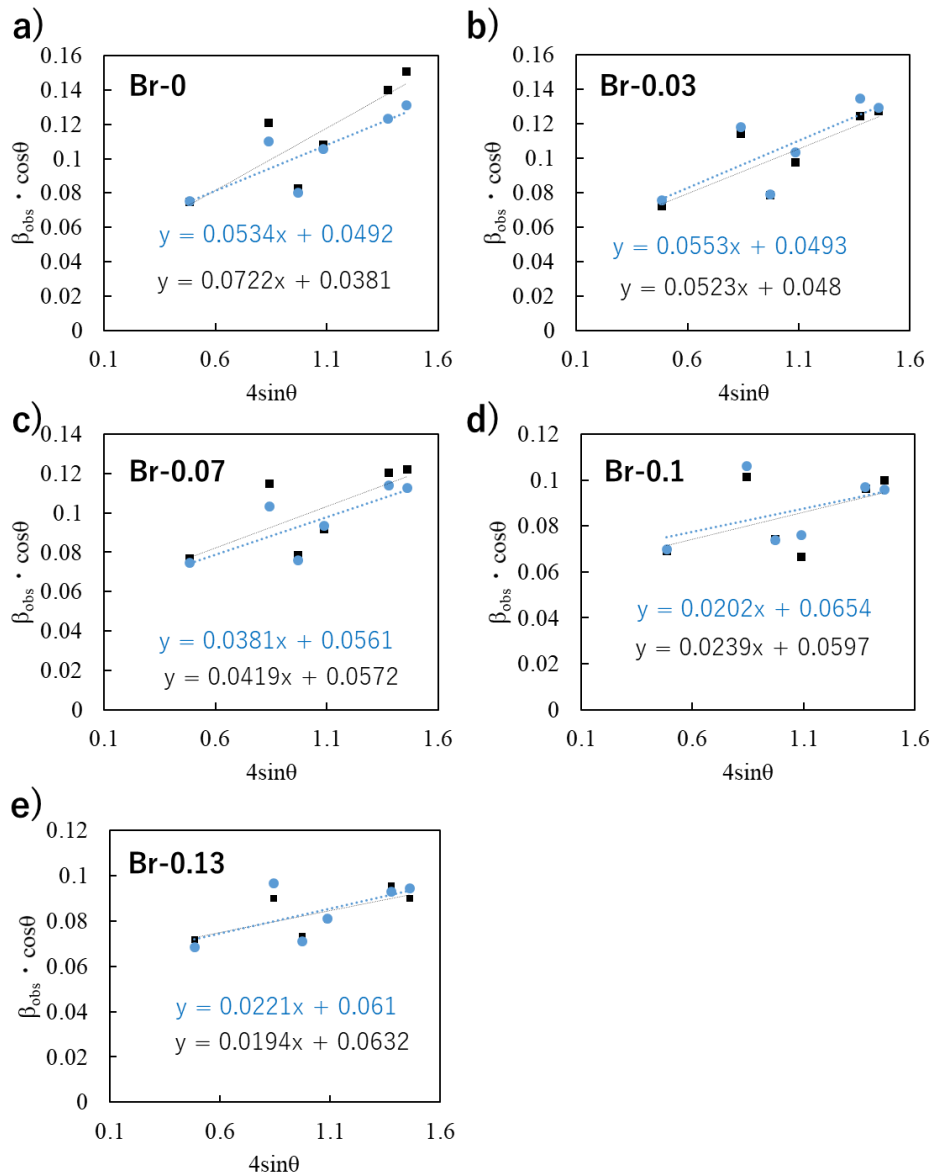 a)
Br-0
0.16
0.14
0.12
0.1
0.08
0.06
0.04
0.02
0
βobs・cosθ
y = 0.0534x + 0.0492
y = 0.0722x + 0.0381
0.1 0.6 1.1 1.6
4sinθ
b)
Br-0.03
0.16
0.14
0.12
0.1
0.08
0.06
0.04
0.02
0
βobs・cosθ
y = 0.0553x + 0.0493
y = 0.0523x + 0.048
0.1 0.6 1.1 1.6
4sinθ
c)
Br-0.07
0.14
0.12
0.1
0.08
0.06
0.04
0.02
0
βobs・cosθ
y = 0.0381x + 0.0561
y = 0.0419x + 0.0572
0.1 0.6 1.1 1.6
4sinθ
d)
Br-0.1
0.12
0.1
0.08
0.06
0.04
0.02
0
βobs・cosθ
y = 0.0202x + 0.0654
y = 0.0239x + 0.0597
0.1 0.6 1.1 1.6
4sinθ
e)
Br-0.13
0.12
0.1
0.08
0.06
0.04
0.02
0
βobs・cosθ
y = 0.0221x + 0.061
y = 0.0194x + 0.0632
0.1 0.6 1.1 1.6
4sinθ